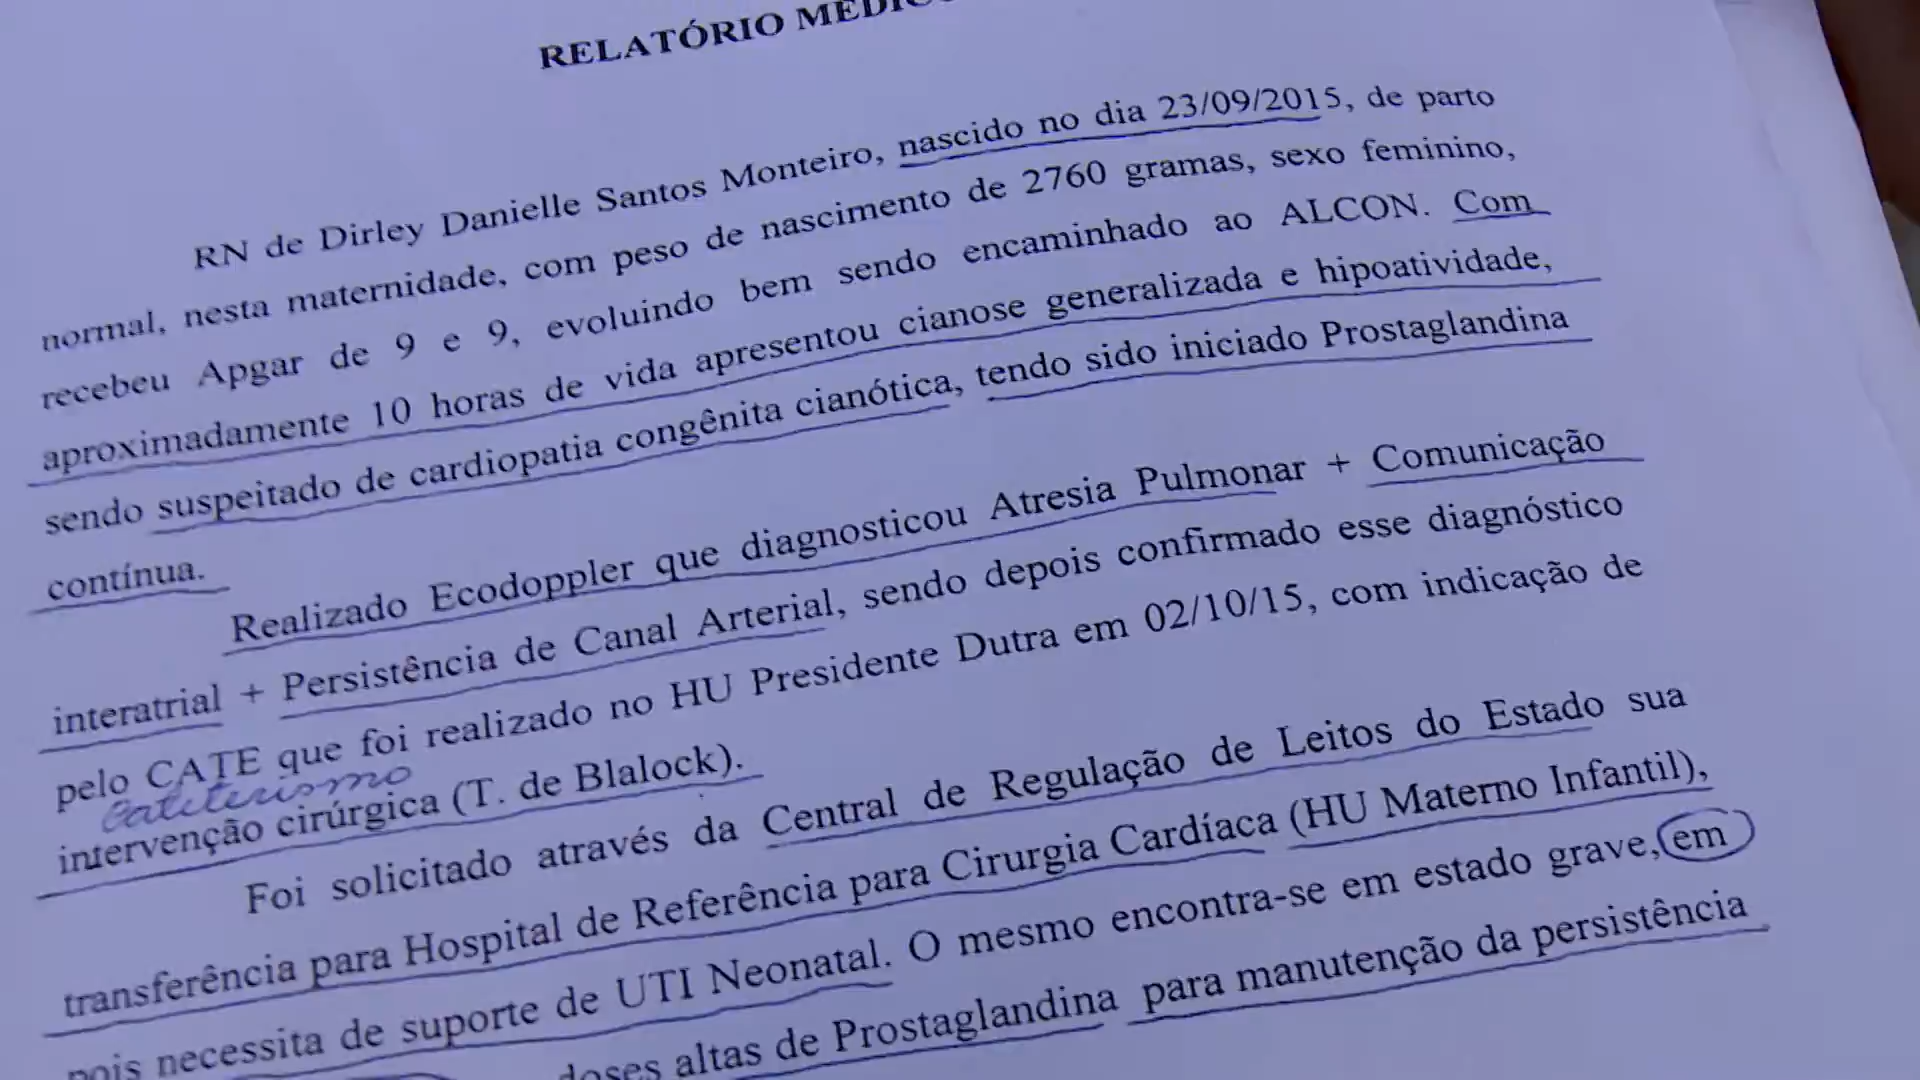 RELATÓRIO MÉDICO
RN de Dirley Danielle Santos Monteiro, nascido no dia 23/09/2015, de parto
normal, nesta maternidade, com peso de nascimento de 2760 gramas, sexo feminino,
recebeu Apgar de 9 e 9, evoluindo bem sendo encaminhado ao ALCON. Com
aproximadamente 10 horas de vida apresentou cianose generalizada e hipoatividade,
sendo suspeitado de cardiopatia congênita cianótica, tendo sido iniciado Prostaglandina
contínua.
Realizado Ecodoppler que diagnosticou Atresia Pulmonar + Comunicação
interatrial + Persistência de Canal Arterial, sendo depois confirmado esse diagnóstico
pelo CATE que foi realizado no HU Presidente Dutra em 02/10/15, com indicação de
Cateterismo
intervenção cirúrgica (T. de Blalock).
Foi solicitado através da Central de Regulação de Leitos do Estado sua
transferência para Hospital de Referência para Cirurgia Cardíaca (HU Materno Infantil),
pois necessita de suporte de UTI Neonatal. O mesmo encontra-se em estado grave, em
doses altas de Prostaglandina para manutenção da persistência